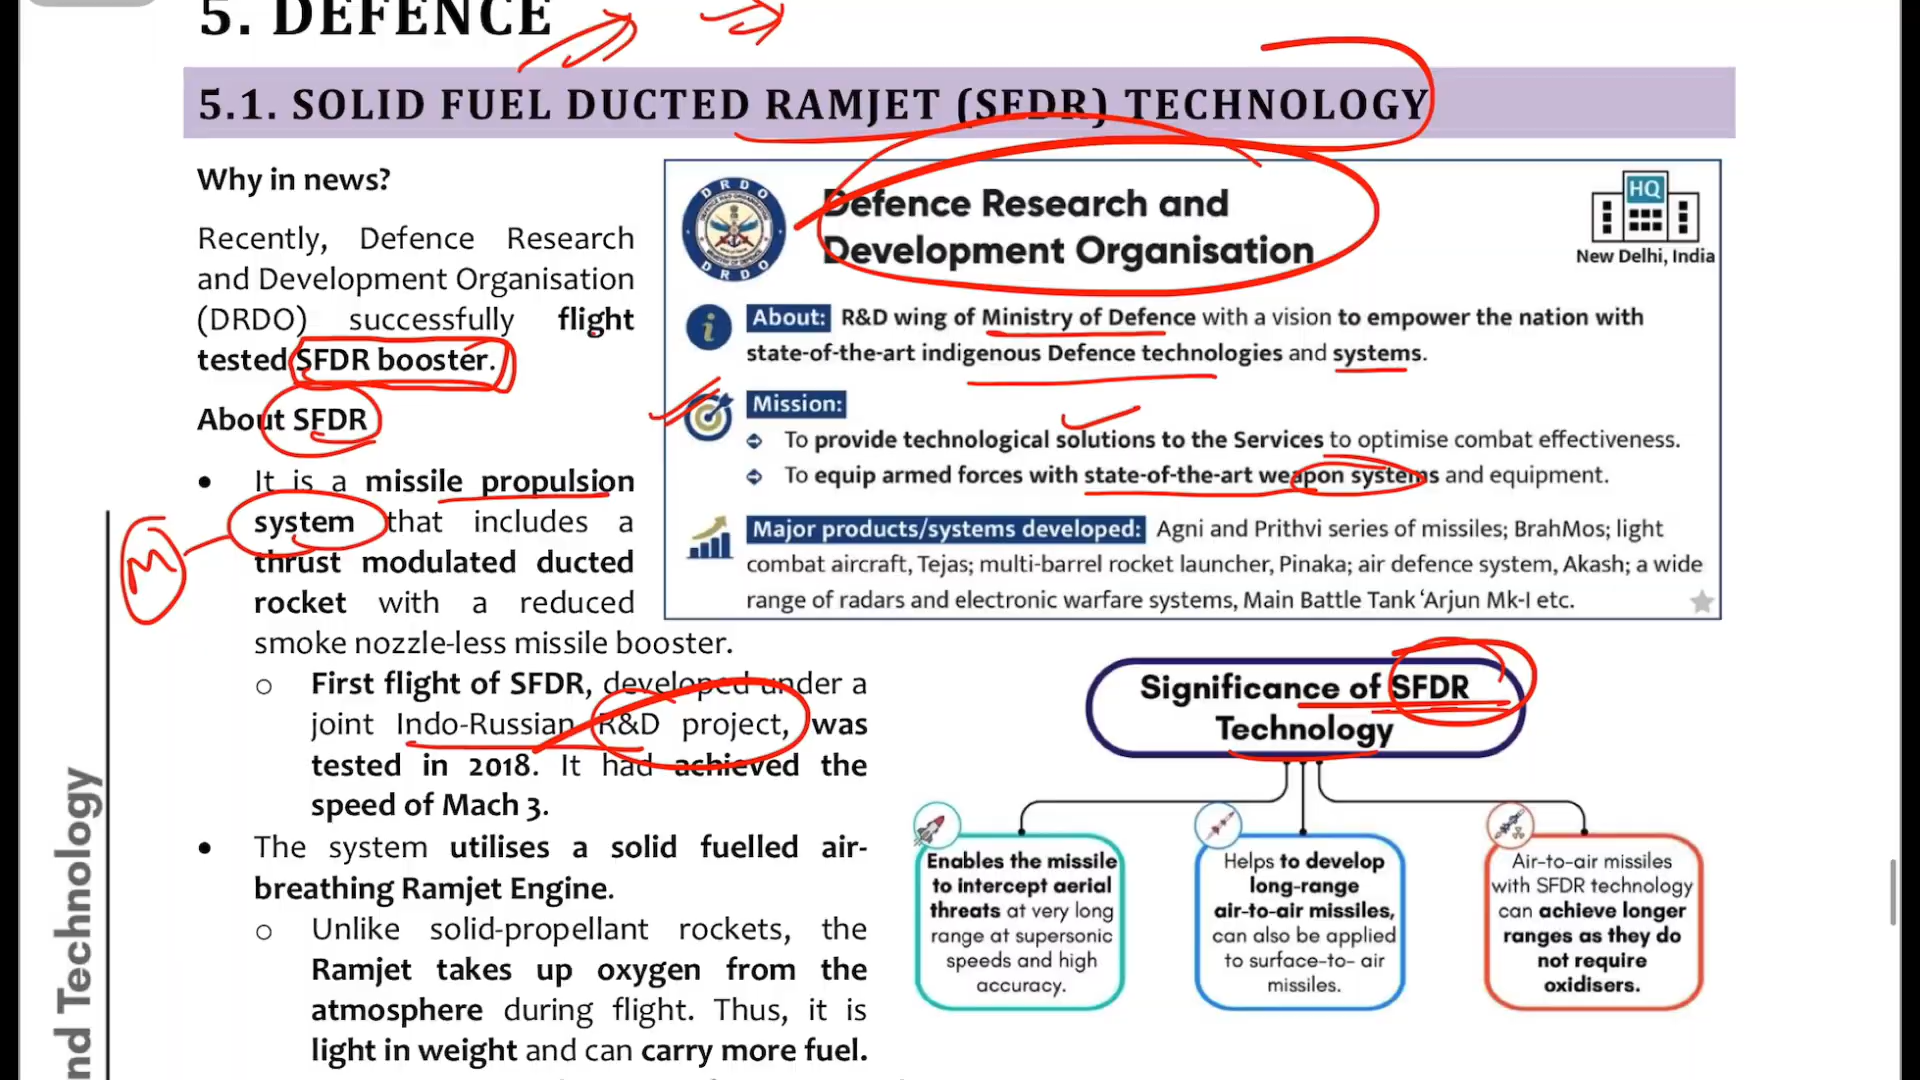 5. DEFENCE
5.1. SOLID FUEL DUCTED RAMJET (SFDR) TECHNOLOGY
Why in news?
Recently, Defence Research
and Development Organisation
(DRDO) successfully flight
tested SFDR booster.
About SFDR
• It is a missile propulsion
system that includes a
thrust modulated ducted
rocket with a reduced
smoke nozzle-less missile booster.
o First flight of SFDR, developed under a
joint Indo-Russian R&D project, was
tested in 2018. It had achieved the
speed of Mach 3.
• The system utilises a solid fuelled air-
breathing Ramjet Engine.
o Unlike solid-propellant rockets, the
Ramjet takes up oxygen from the
atmosphere during flight. Thus, it is
light in weight and can carry more fuel.
M
DRDO
DRDO
Defence Research and
Development Organisation
HQ
New Delhi, India
About: R&D wing of Ministry of Defence with a vision to empower the nation with
state-of-the-art indigenous Defence technologies and systems.
Mission:
To provide technological solutions to the Services to optimise combat effectiveness.
To equip armed forces with state-of-the-art weapon systems and equipment.
Major products/systems developed: Agni and Prithvi series of missiles; BrahMos; light
combat aircraft, Tejas; multi-barrel rocket launcher, Pinaka; air defence system, Akash; a wide
range of radars and electronic warfare systems, Main Battle Tank ‘Arjun Mk-I etc.
Significance of SFDR
Technology
Enables the missile
to intercept aerial
threats at very long
range at supersonic
speeds and high
accuracy.
Helps to develop
long-range
air-to-air missiles,
can also be applied
to surface-to- air
missiles.
Air-to-air missiles
with SFDR technology
can achieve longer
ranges as they do
not require
oxidisers.
nd Technology